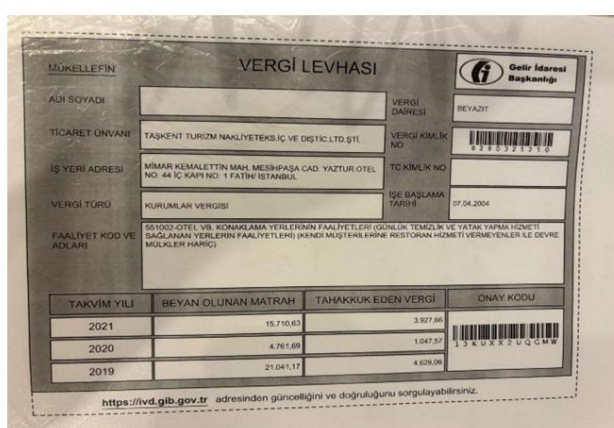 MÜKELLEFİN
VERGİ LEVHASI
Gelir İdaresi
Başkanlığı
ADI SOYADI
VERGİ
DAİRESİ
BEYAZIT
TİCARET ÜNVANI
TAŞKENT TURİZM NAKLİYETEKS.İÇ VE DIŞTİC.LTD.ŞTİ.
VERGİ KİMLİK
NO
6280325250
İŞ YERİ ADRESİ
MİMAR KEMALETTİN MAH. MESİHPAŞA CAD. YAZTUR OTEL
NO: 44 İÇ KAPI NO: 1 FATİH/ İSTANBUL
TC KİMLİK NO
VERGİ TÜRÜ
KURUMLAR VERGİSİ
İŞE BAŞLAMA
TARİHİ
07.04.2004
FAALİYET KOD VE
ADLARI
551002-OTEL VB. KONAKLAMA YERLERİNİN FAALİYETLERİ (GÜNLÜK TEMİZLİK VE YATAK YAPMA HİZMETİ
SAĞLANAN YERLERİN FAALİYETLERİ) (KENDİ MÜŞTERİLERİNE RESTORAN HİZMETİ VERMEYENLER İLE DEVRE
MÜLKLER HARİÇ)
TAKVİM YILI BEYAN OLUNAN MATRAH TAHAKKUK EDEN VERGİ ONAY KODU
2021 15.710,63 3.927,66
2020 4.761,69 1.047,57
13KUXX2UQGMW
2019 21.041,17 4.629,06
https://ivd.gib.gov.tr adresinden güncelliğini ve doğruluğunu sorgulayabilirsiniz.